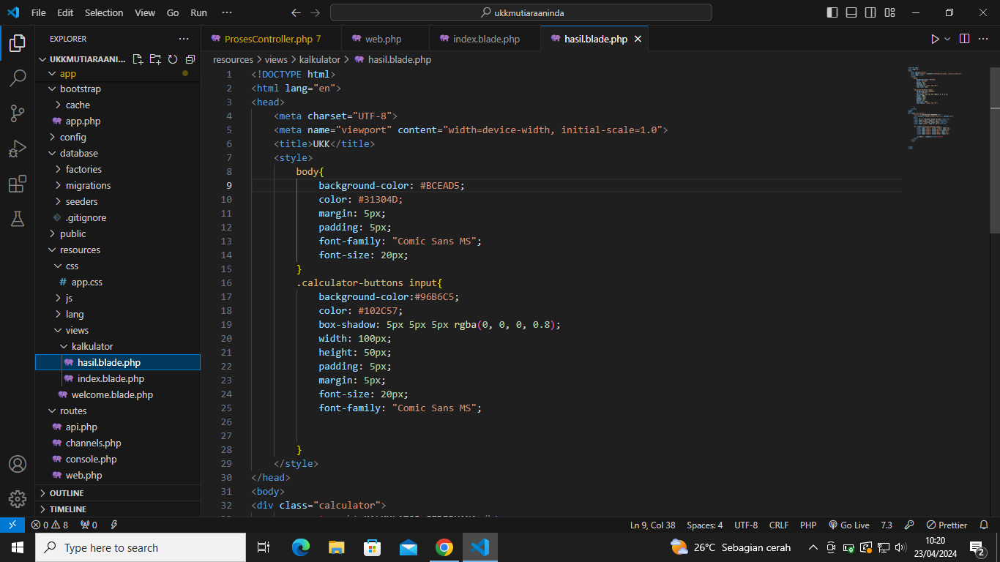 File Edit Selection View Go Run ··· ukkmutiaraaninda
EXPLORER ···
UKKMUTIARAANI...
app
bootstrap
cache
app.php
config
database
factories
migrations
seeders
.gitignore
public
resources
css
# app.css
js
lang
views
kalkulator
hasil.blade.php
index.blade.php
welcome.blade.php
routes
api.php
channels.php
console.php
web.php
OUTLINE
TIMELINE
ProsesController.php 7 web.php index.blade.php hasil.blade.php
resources > views > kalkulator > hasil.blade.php
1 <!DOCTYPE html>
2 <html lang="en">
3 <head>
4 <meta charset="UTF-8">
5 <meta name="viewport" content="width=device-width, initial-scale=1.0">
6 <title>UKK</title>
7 <style>
8 body{
9 background-color: #BCEAD5;
10 color: #31304D;
11 margin: 5px;
12 padding: 5px;
13 font-family: "Comic Sans MS";
14 font-size: 20px;
15 }
16 .calculator-buttons input{
17 background-color:#96B6C5;
18 color: #102C57;
19 box-shadow: 5px 5px 5px rgba(0, 0, 0, 0.8);
20 width: 100px;
21 height: 50px;
22 padding: 5px;
23 margin: 5px;
24 font-size: 20px;
25 font-family: "Comic Sans MS";
26
27
28 }
29 </style>
30 </head>
31 <body>
32 <div class="calculator">
0 8 0 Ln 9, Col 38 Spaces: 4 UTF-8 CRLF PHP Go Live 7.3 Prettier
Type here to search 26°C Sebagian cerah 10:20
23/04/2024 2